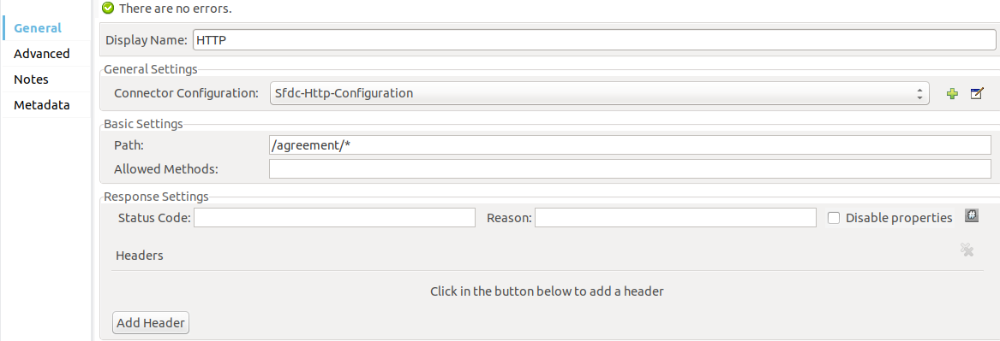 There are no errors.
General
Advanced
Notes
Metadata
Display Name: HTTP
General Settings
Connector Configuration: Sfdc-Http-Configuration
Basic Settings
Path: /agreement/*
Allowed Methods:
Response Settings
Status Code: Reason: Disable properties #
Headers
Click in the button below to add a header
Add Header